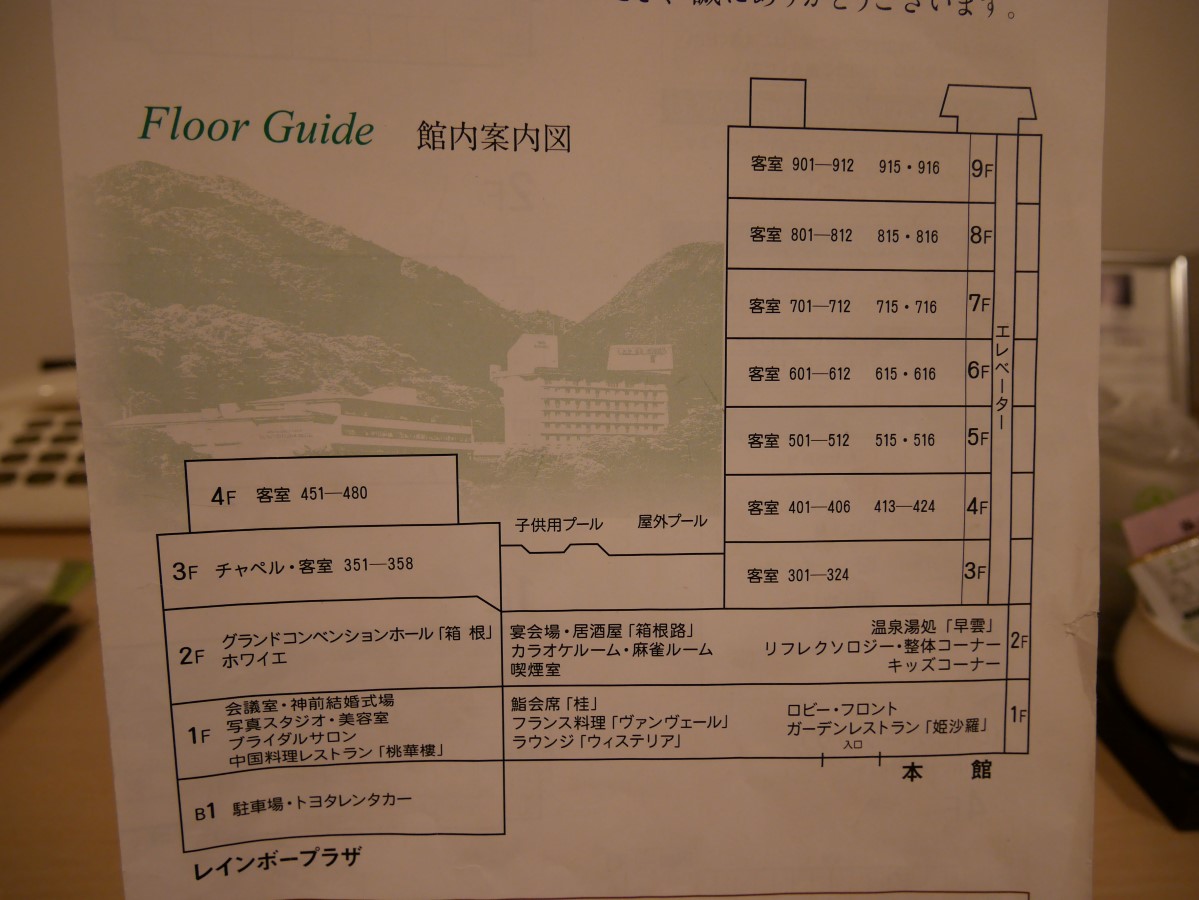 誠にありがとうございます。
Floor Guide 館内案内図
客室 901—912 915・916 9F
客室 801—812 815・816 8F
客室 701—712 715・716 7F
客室 601—612 615・616 6F
客室 501—512 515・516 5F
客室 401—406 413—424 4F
客室 301—324 3F
エレベーター
4F 客室 451—480
子供用プール 屋外プール
3F チャペル・客室 351—358
2F グランドコンベンションホール「箱 根」
ホワイエ
宴会場・居酒屋「箱根路」
カラオケルーム・麻雀ルーム
喫煙室
温泉湯処「早雲」
リフレクソロジー・整体コーナー
キッズコーナー
2F
1F 会議室・神前結婚式場
写真スタジオ・美容室
ブライダルサロン
中国料理レストラン「桃華樓」
鮨会席「桂」
フランス料理「ヴァンヴェール」
ラウンジ「ウィステリア」
ロビー・フロント
ガーデンレストラン「姫沙羅」
入口
1F
本 館
B1 駐車場・トヨタレンタカー
レインボープラザ